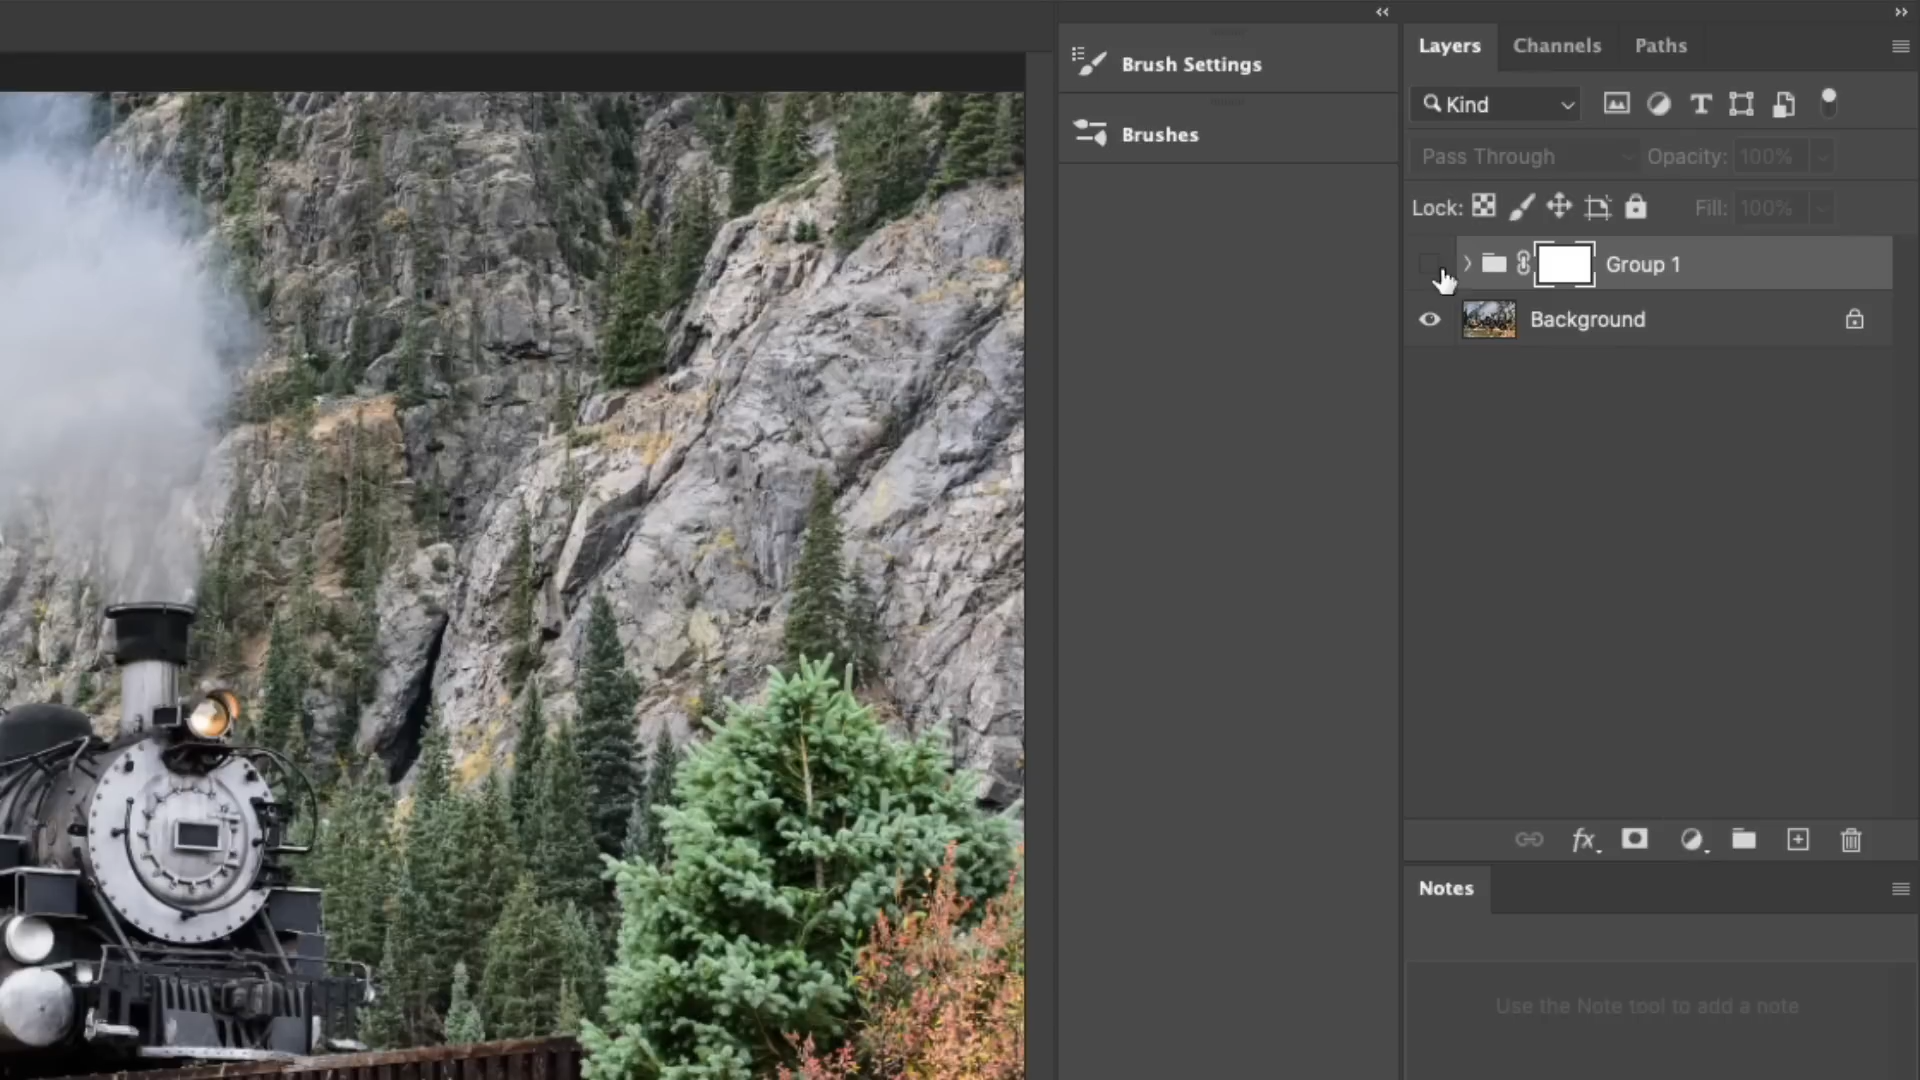 Brush Settings
Brushes
Layers
Channels
Paths
Kind
Pass Through
Opacity: 100%
Lock:
Fill: 100%
Group 1
Background
fx
Notes
Use the Note tool to add a note